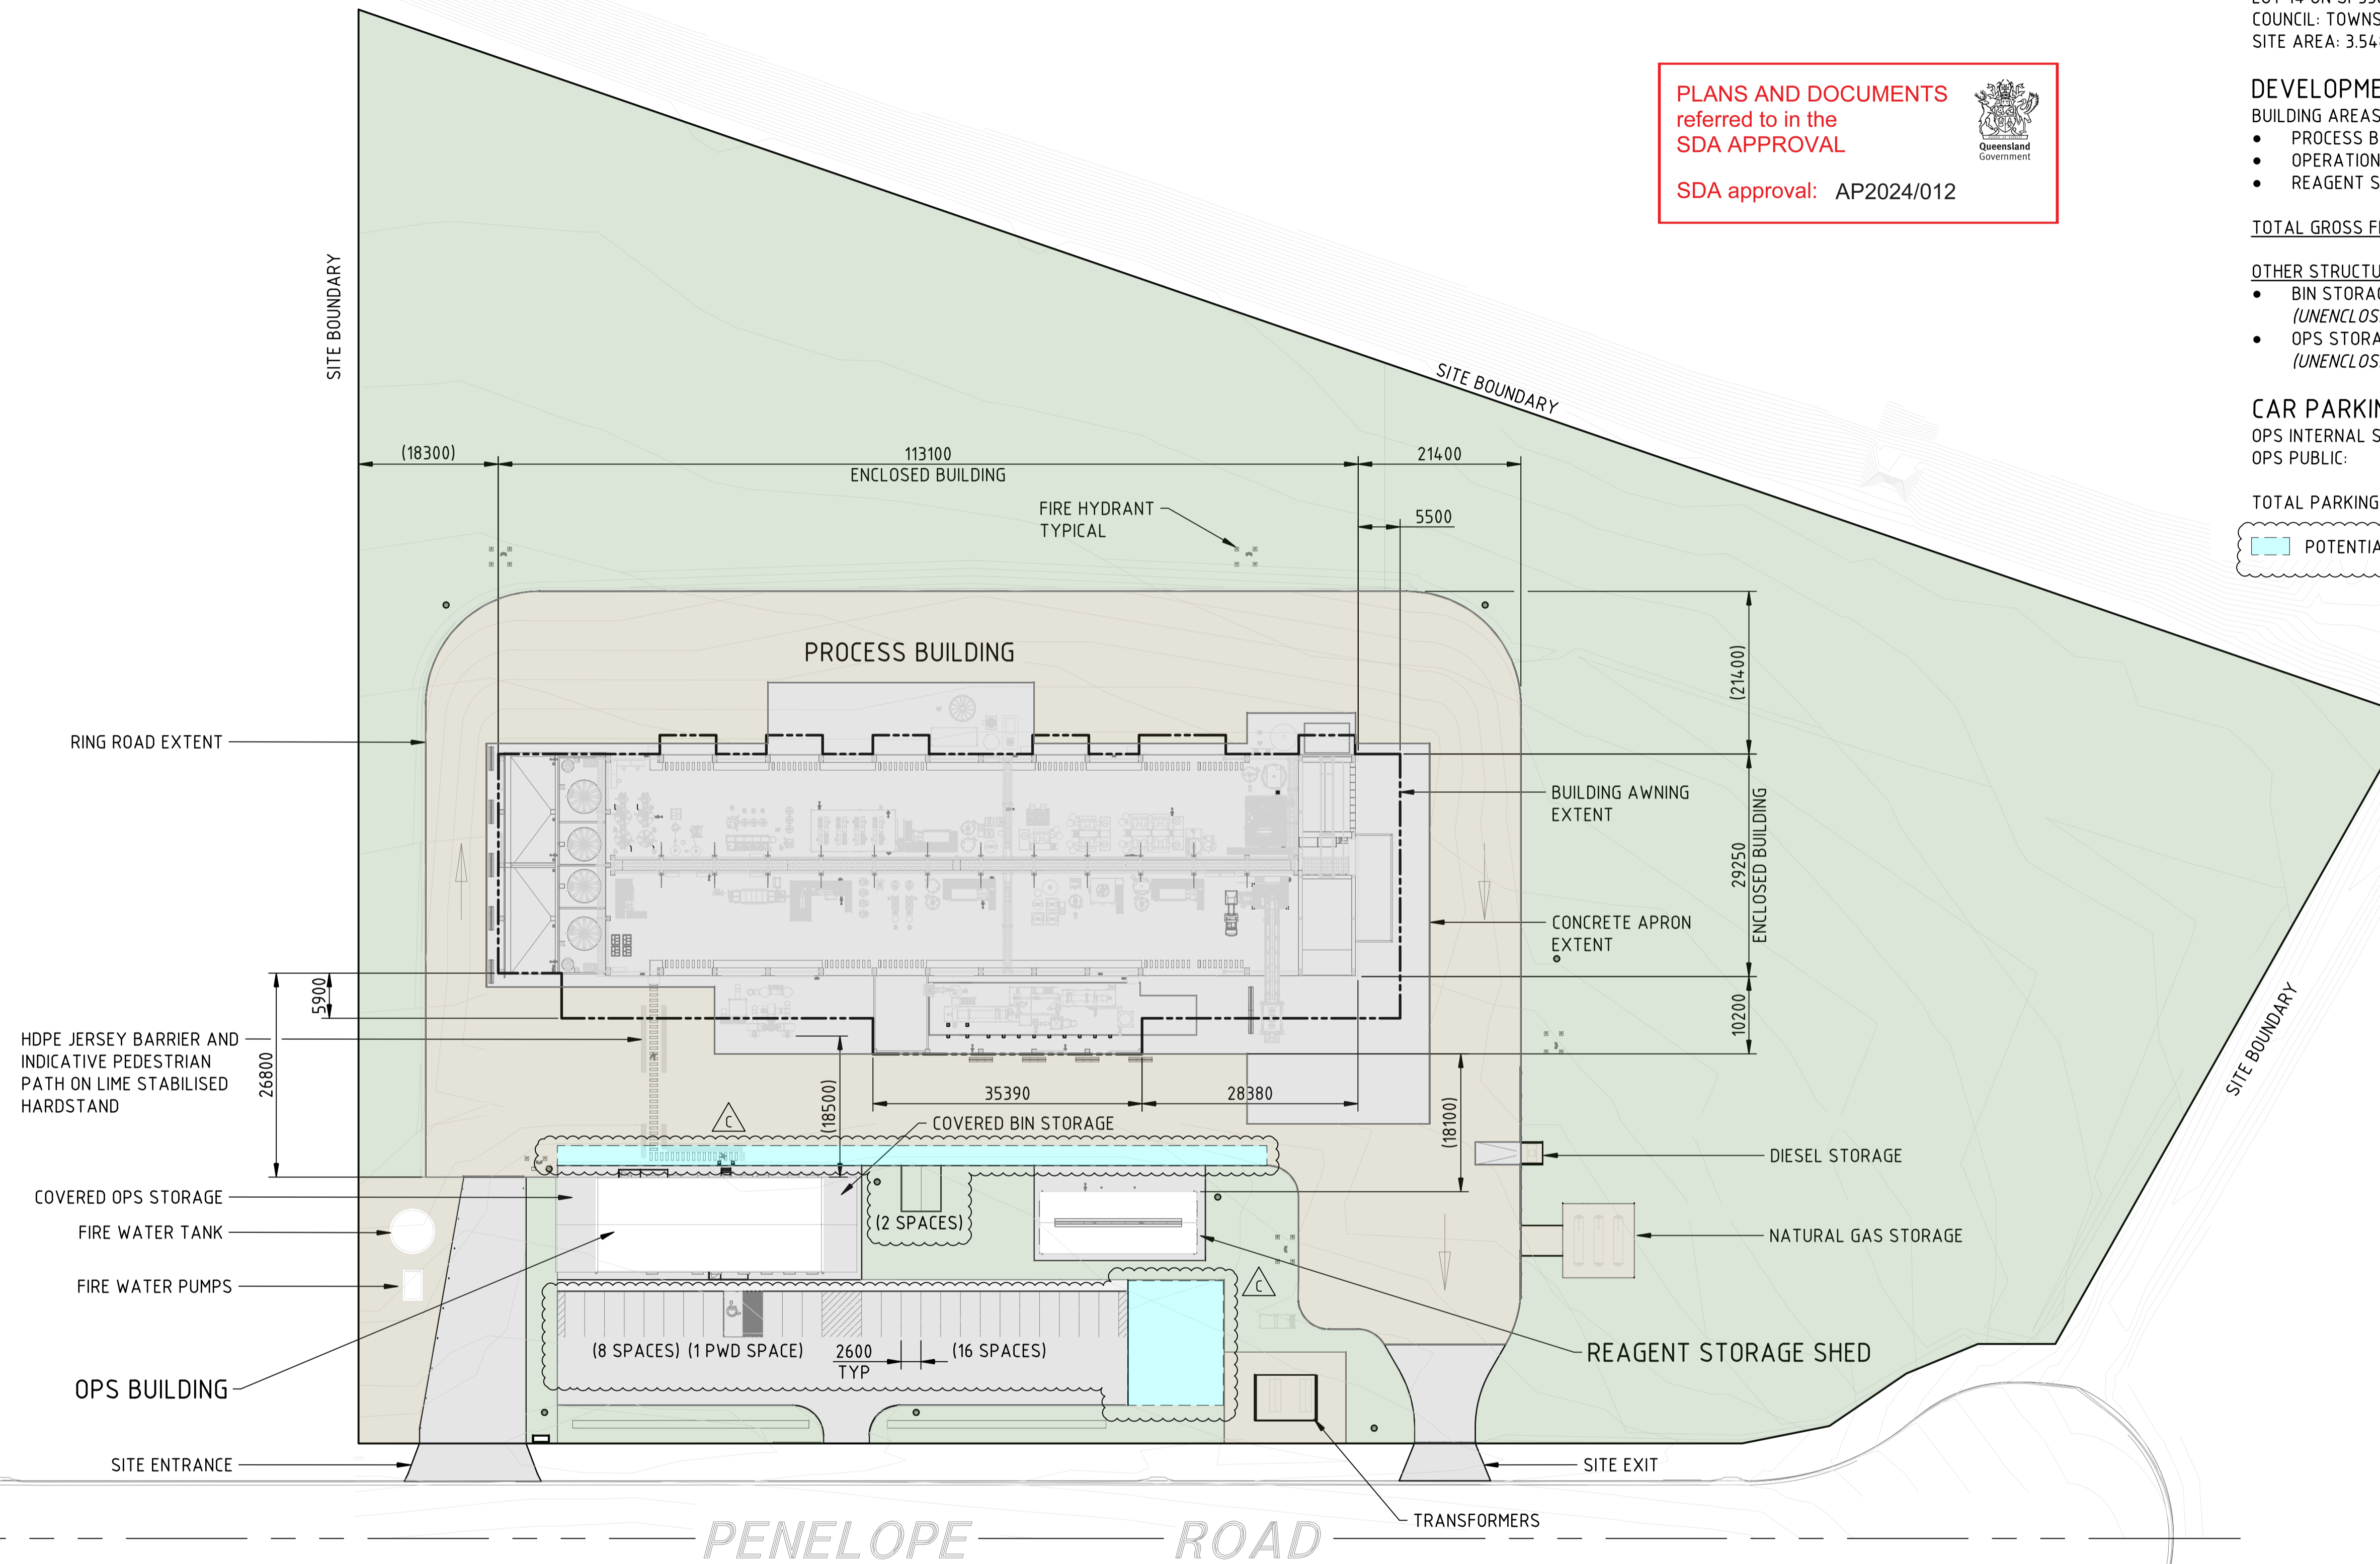 LOT 14 ON
COUNCIL: TOWNS
SITE AREA: 3.54
DEVELOPME
BUILDING AREAS
• PROCESS B
• OPERATION
• REAGENT S
TOTAL GROSS F
OTHER STRUCTU
• BIN STORAG
(UNENCLOS
• OPS STORA
(UNENCLOS
CAR PARKIN
OPS INTERNAL S
OPS PUBLIC:
TOTAL PARKING
POTENTIA
PLANS AND DOCUMENTS
referred to in the
SDA APPROVAL
SDA approval: AP2024/012
Queensland
Government
SITE BOUNDARY
SITE BOUNDARY
(18300)
113100
21400
ENCLOSED BUILDING
5500
FIRE HYDRANT
TYPICAL
PROCESS BUILDING
(21400)
RING ROAD EXTENT
BUILDING AWNING
EXTENT
29250
ENCLOSED BUILDING
CONCRETE APRON
EXTENT
5900
10200
SITE BOUNDARY
HDPE JERSEY BARRIER AND
INDICATIVE PEDESTRIAN
PATH ON LIME STABILISED
HARDSTAND
26800
(18500)
35390
28380
(18100)
C
COVERED BIN STORAGE
DIESEL STORAGE
COVERED OPS STORAGE
(2 SPACES)
FIRE WATER TANK
NATURAL GAS STORAGE
FIRE WATER PUMPS
C
(8 SPACES) (1 PWD SPACE)
2600
TYP
(16 SPACES)
REAGENT STORAGE SHED
OPS BUILDING
SITE ENTRANCE
SITE EXIT
TRANSFORMERS
PENELOPE ROAD